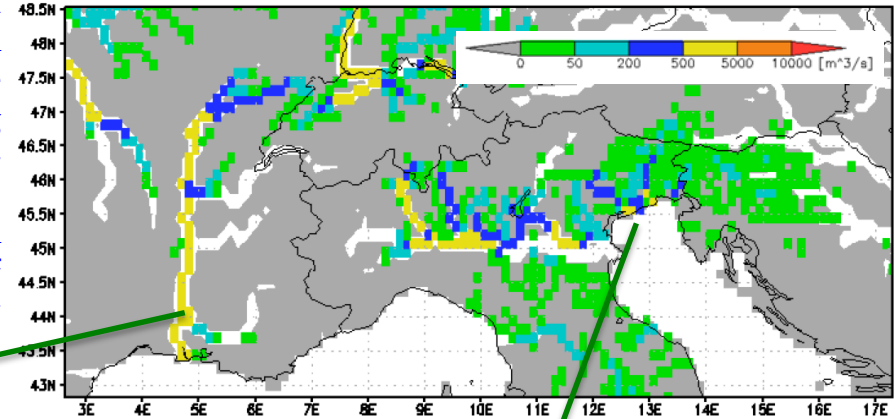 48.5N
48N
47.5N
47N
46.5N
46N
45.5N
45N
44.5N
44N
43.5N
43N
0 50 200 500 5000 10000 [m^3/s]
3E 4E 5E 6E 7E 8E 9E 10E 11E 12E 13E 14E 15E 16E 17E